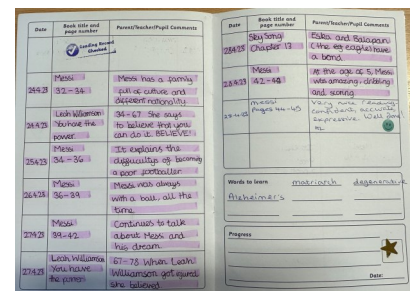 Date
Book title and
page number
Parent/Teacher/Pupil Comments
Reading Record
Checked
24.4.23
Messi
32-34
Messi has a family
full of culture and
different nationality
24.4.23
Leah Williamson
You have the
power
34-67 She says
to believe that you
can do it. BELIEVE!
25.4.23
Messi
34-36
It explains the
difficulty of becoming
a poor footballer
26.4.23
Messi
36-39
Messi was always
with a ball, all the
time
27.4.23
Messi
39-42
Continues to talk
about Messi and
his dream
27.4.23
Leah Williamson
You have
the power
67-78 When Leah
Williamson got injured
she believed
Date
Book title and
page number
Parent/Teacher/Pupil Comments
28.4.23
Sky Song
Chapter 13
Eska and Balapan
(the eagle) have
a bond.
28.4.23
Messi
42-44
At the age of 5, Messi
was amazing, dribbling
and scoring
Messi
Pages 44-45
Very nice reading
confident, accurate
expressive. Well done
Words to learn
matriarch
degenerative
Alzheimer's
Progress
Date: